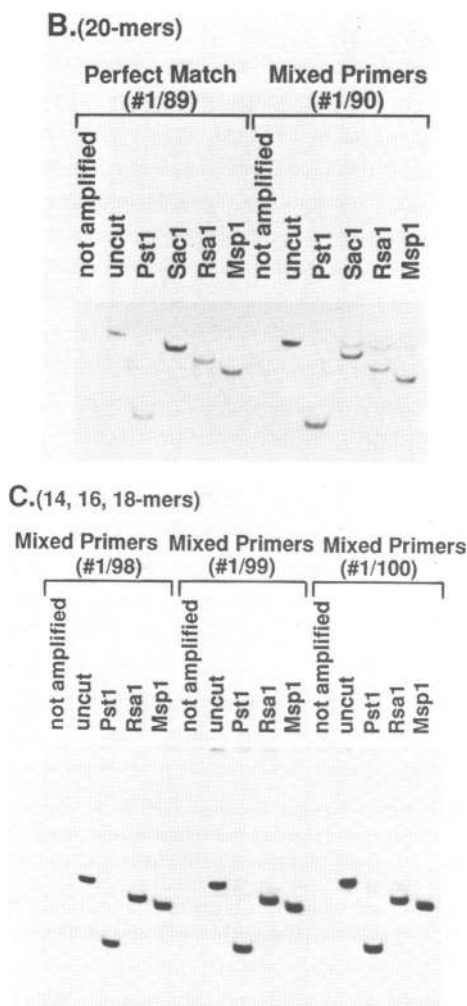 B.(20-mers)
Perfect Match Mixed Primers
(#1/89) (#1/90)
not amplified
uncut
Pst1
Sac1
Rsa1
Msp1
not amplified
uncut
Pst1
Sac1
Rsa1
Msp1
C.(14, 16, 18-mers)
Mixed Primers Mixed Primers Mixed Primers
(#1/98) (#1/99) (#1/100)
not amplified
uncut
Pst1
Rsa1
Msp1
not amplified
uncut
Pst1
Rsa1
Msp1
not amplified
uncut
Pst1
Rsa1
Msp1